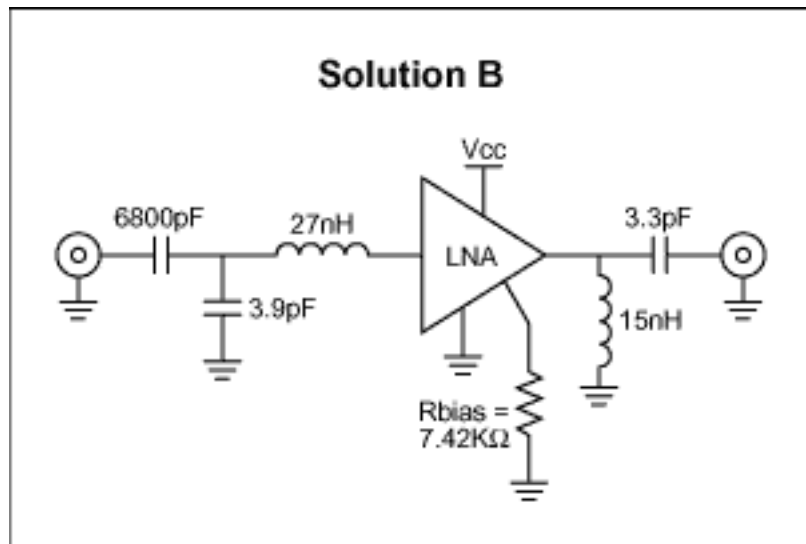 Solution B
Vcc
6800pF
27nH
3.3pF
LNA
3.9pF
15nH
Rbias =
7.42KΩ